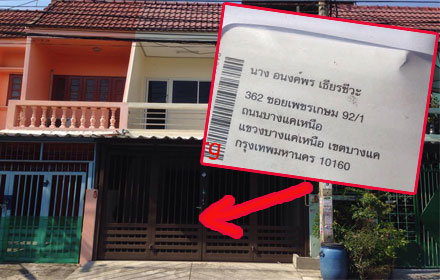 นาง อนงค์พร เธียรชีวะ
362 ซอยเพชรเกษม 92/1
ถนนบางแคเหนือ
แขวงบางแคเหนือ เขตบางแค
กรุงเทพมหานคร 10160
g